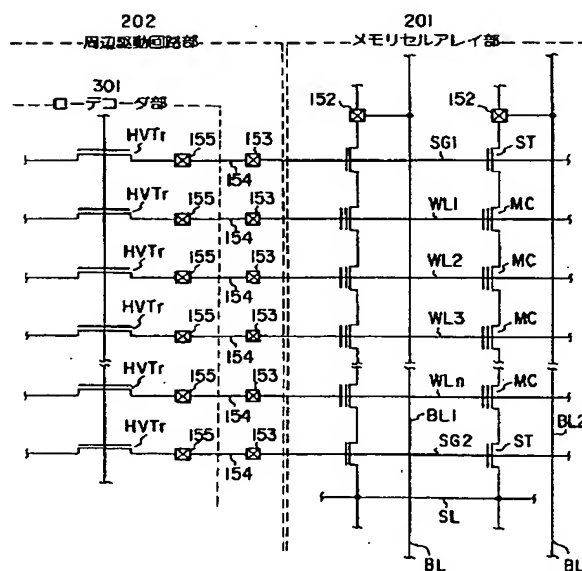 202 201
周辺駆動回路部 メモリセルアレイ部
301
ローデコーダ部
152 152
HVTr 155 153 SG1 ST
154
HVTr 155 153 WL1 MC
154
HVTr 155 153 WL2 MC
154
HVTr 155 153 WL3 MC
154
HVTr 155 153 WLn MC
154 BL1 BL2
HVTr 155 153 SG2 ST
154
SL
BL BL